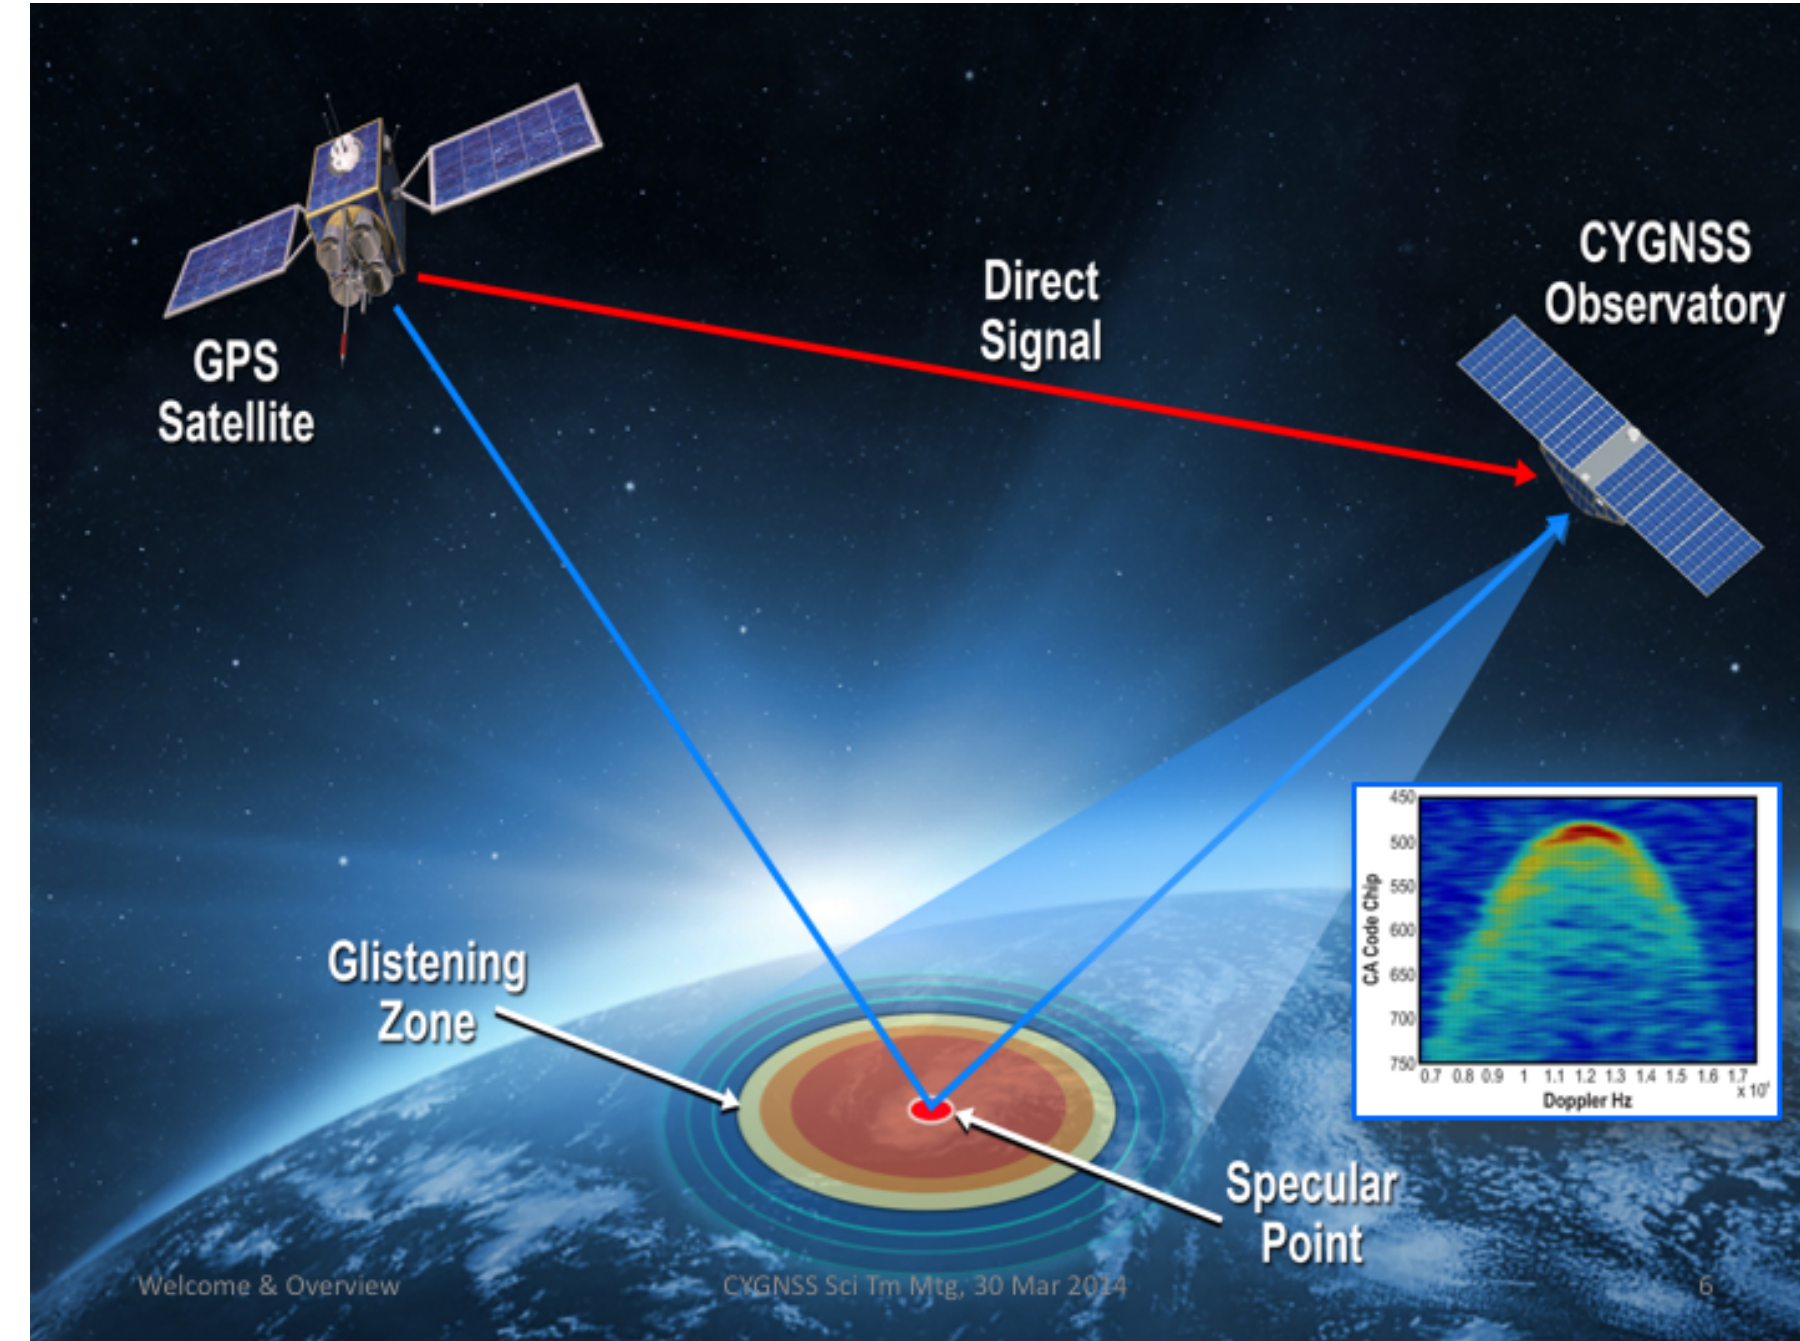 GPS
Satellite
Direct
Signal
CYGNSS
Observatory
Glistening
Zone
Specular
Point
450
500
550
600
650
700
750
CA Code Chip
0.7 0.8 0.9 1 1.1 1.2 1.3 1.4 1.5 1.6 1.7
Doppler Hz
Welcome & Overview
CYGNSS Sci Tm Mtg, 30 Mar 2014
6